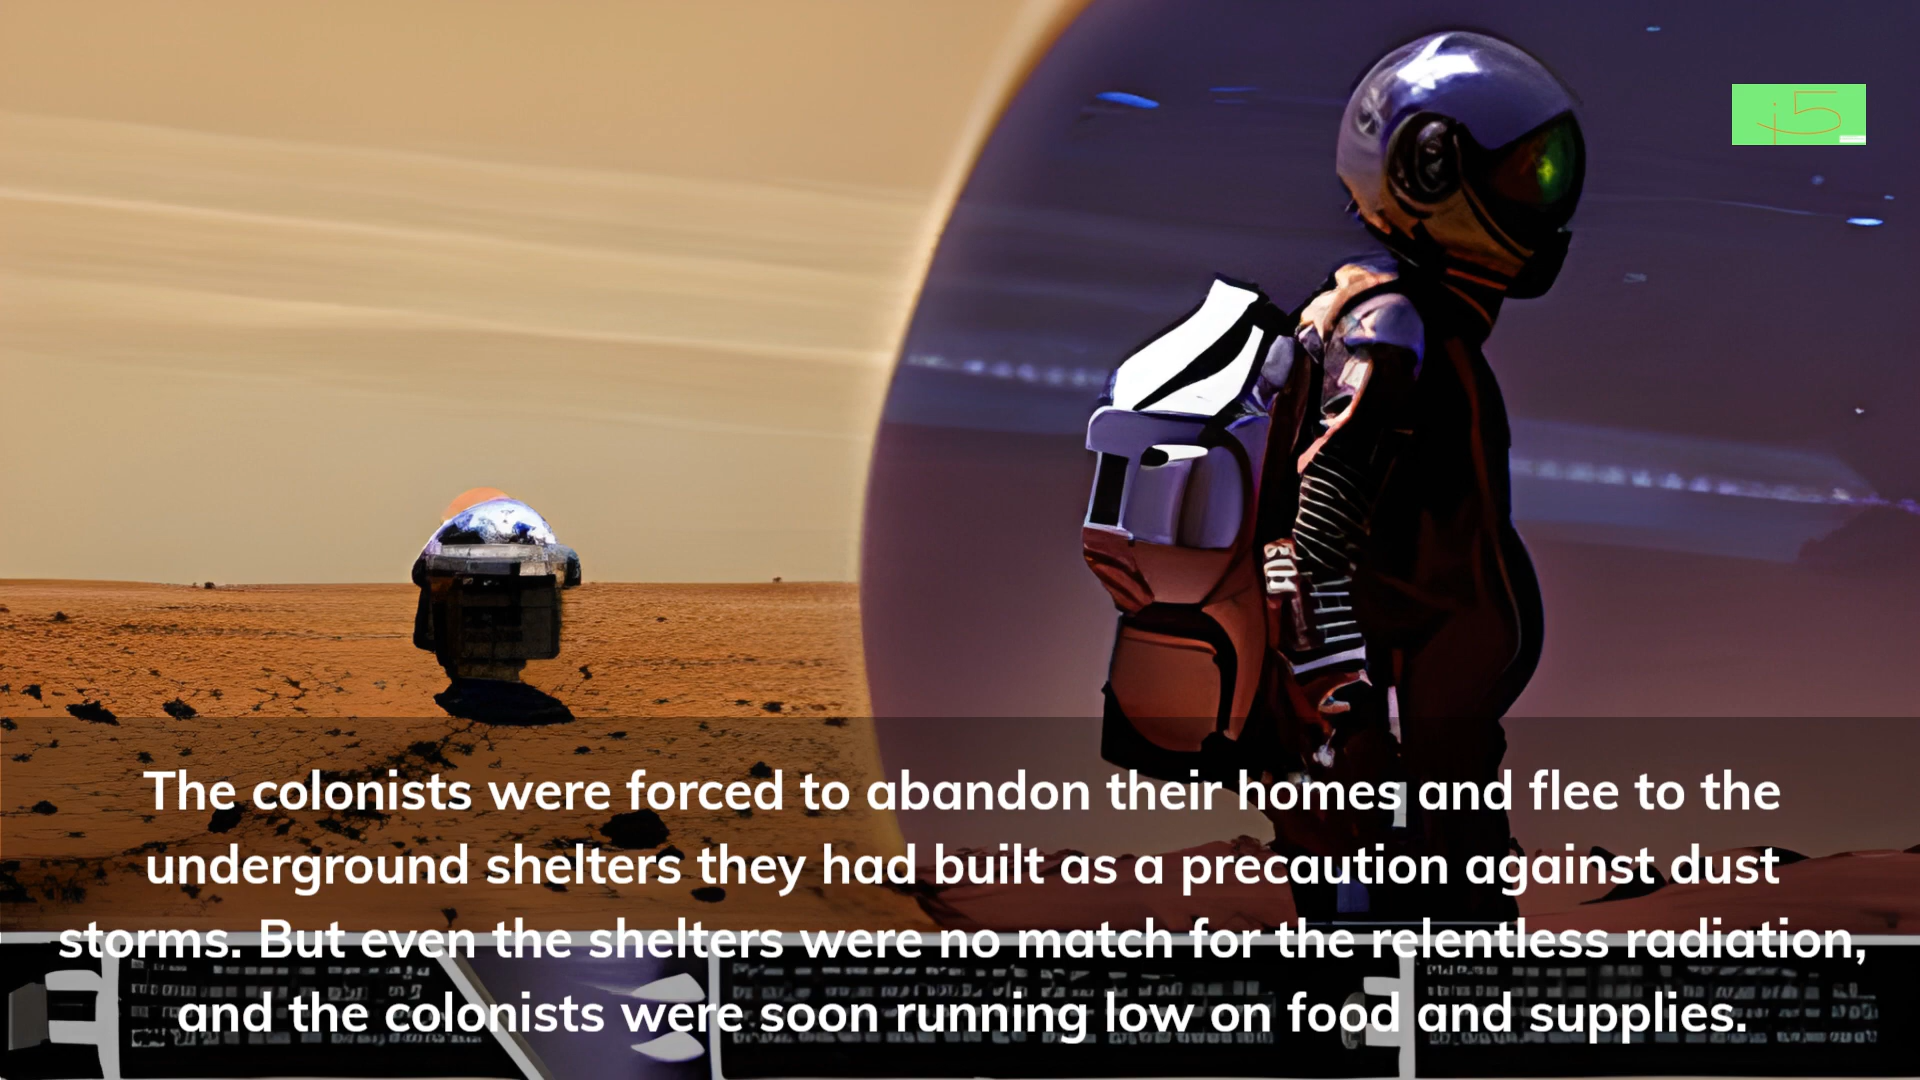 i5
The colonists were forced to abandon their homes and flee to the
underground shelters they had built as a precaution against dust
storms. But even the shelters were no match for the relentless radiation,
and the colonists were soon running low on food and supplies.